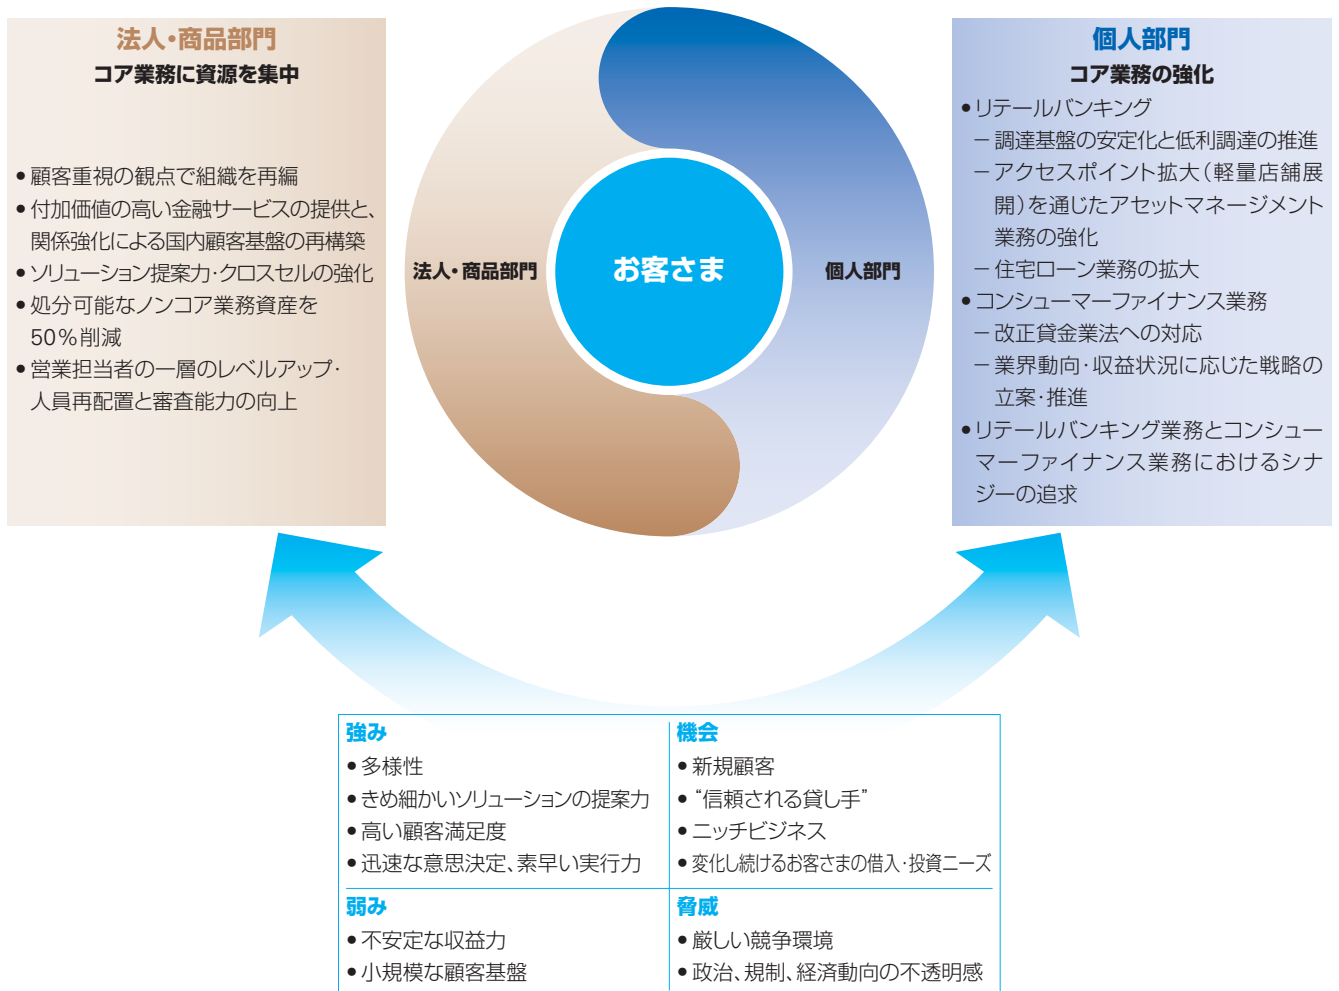 法人・商品部門
コア業務に資源を集中
●顧客重視の観点で組織を再編
●付加価値の高い金融サービスの提供と、
関係強化による国内顧客基盤の再構築
●ソリューション提案力・クロスセルの強化
●処分可能なノンコア業務資産を
50％削減
●営業担当者の一層のレベルアップ・
人員再配置と審査能力の向上
法人・商品部門
お客さま
個人部門
個人部門
コア業務の強化
●リテールバンキング
－調達基盤の安定化と低利調達の推進
－アクセスポイント拡大（軽量店舗展
開）を通じたアセットマネージメント
業務の強化
－住宅ローン業務の拡大
●コンシューマーファイナンス業務
－改正貸金業法への対応
－業界動向・収益状況に応じた戦略の
立案・推進
●リテールバンキング業務とコンシュー
マーファイナンス業務におけるシナ
ジーの追求
強み
●多様性
●きめ細かいソリューションの提案力
●高い顧客満足度
●迅速な意思決定、素早い実行力
機会
●新規顧客
●“信頼される貸し手”
●ニッチビジネス
●変化し続けるお客さまの借入・投資ニーズ
弱み
●不安定な収益力
●小規模な顧客基盤
脅威
●厳しい競争環境
●政治、規制、経済動向の不透明感